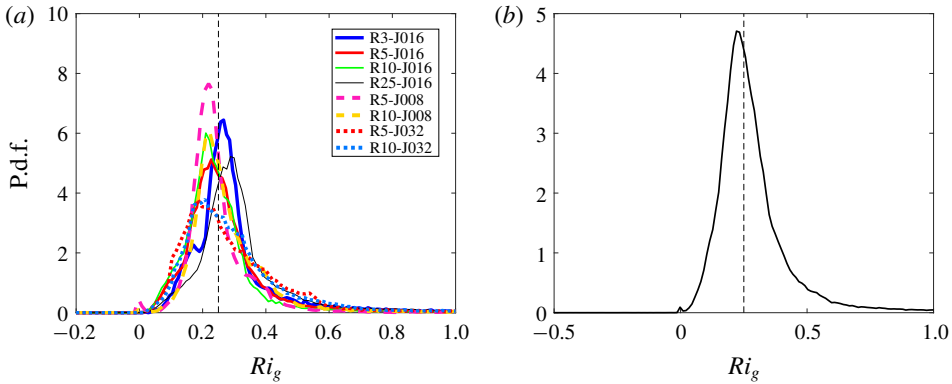 (a)
10
8
6
4
2
0
P.d.f.
R3-J016
R5-J016
R10-J016
R25-J016
R5-J008
R10-J008
R5-J032
R10-J032
−0.2 0 0.2 0.4 0.6 0.8 1.0
Ri_g
(b)
5
4
3
2
1
0
−0.5 0 0.5 1.0
Ri_g